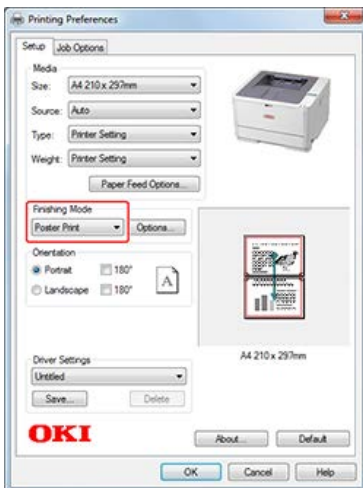 Printing Preferences
Setup Job Options
Media
Size: A4 210 x 297mm
Source: Auto
Type: Printer Setting
Weight: Printer Setting
Paper Feed Options...
Finishing Mode
Poster Print Options...
Orientation
Portrait 180°
Landscape 180°
A
A4 210 x 297mm
Driver Settings
Untitled
Save... Delete
OKI
About... Default
OK Cancel Help